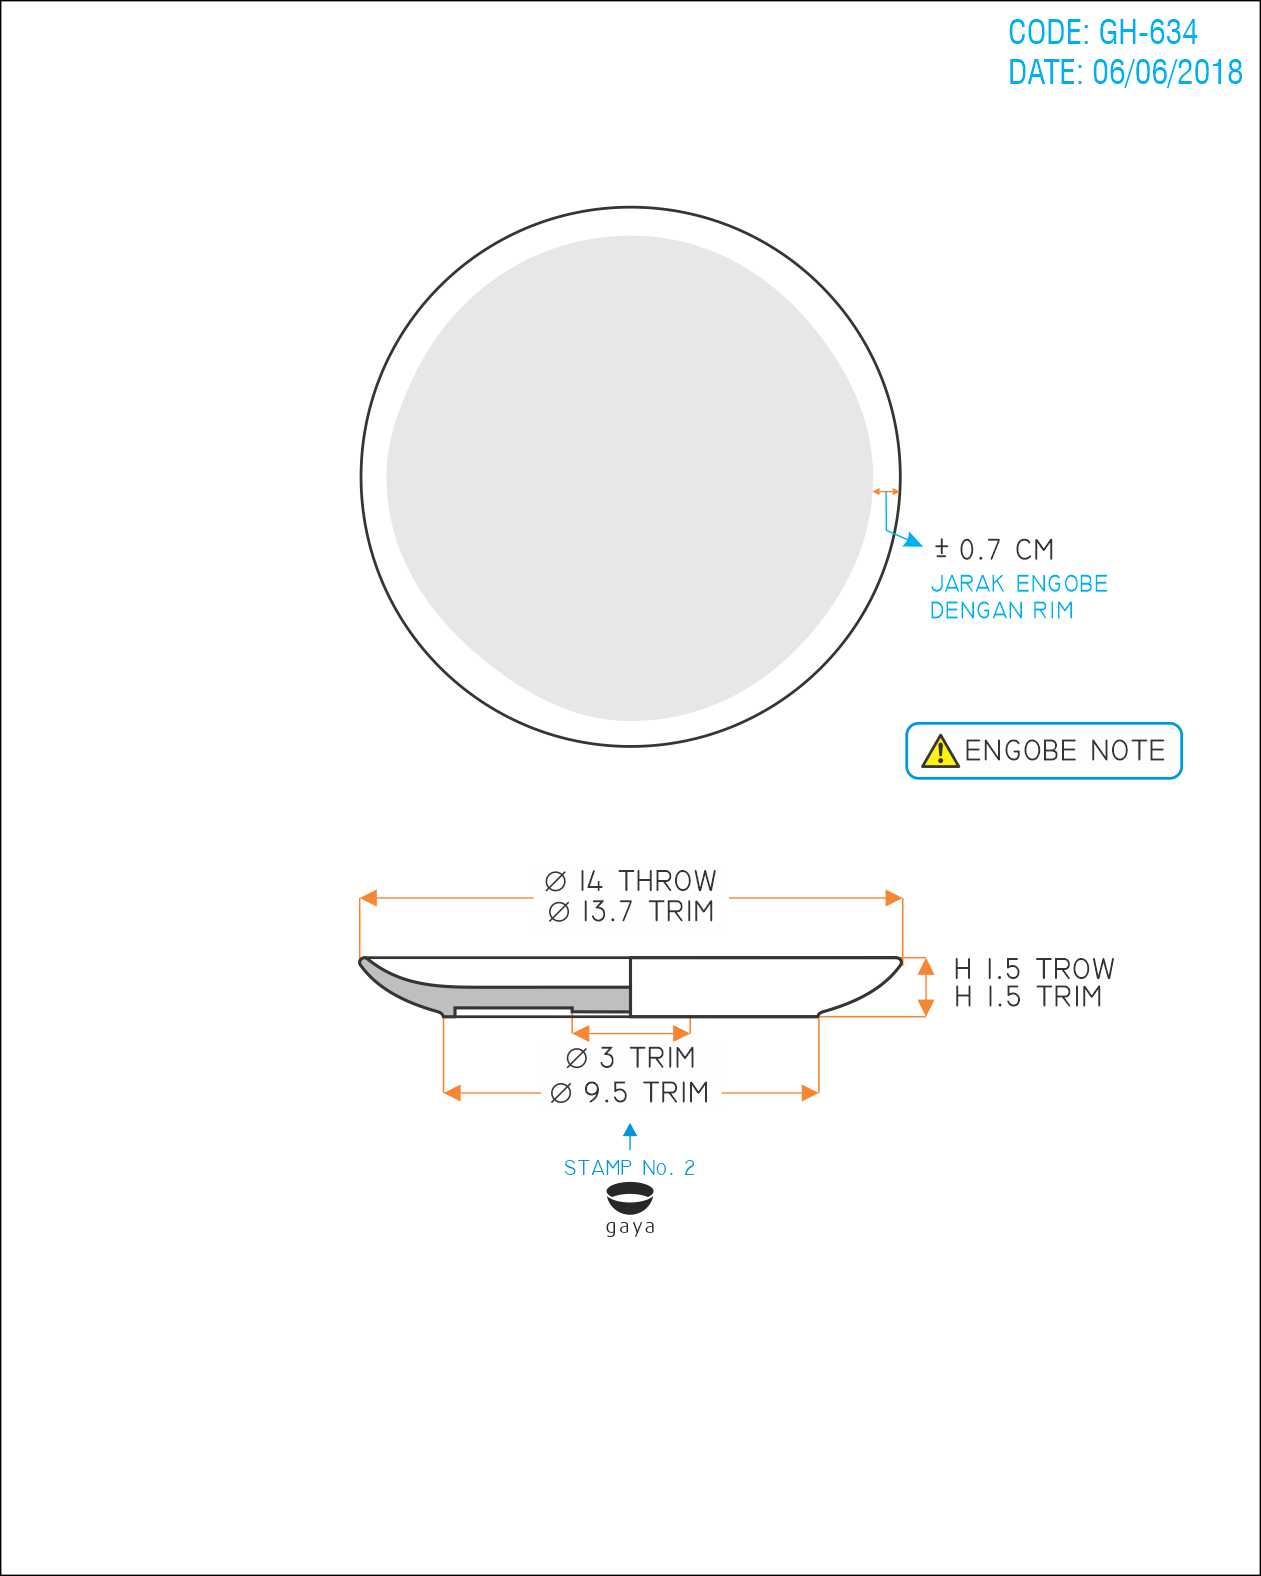 CODE: GH-634
DATE: 06/06/2018
± 0.7 CM
JARAK ENGOBE
DENGAN RIM
ENGOBE NOTE
Ø 14 THROW
Ø 13.7 TRIM
H 1.5 TROW
H 1.5 TRIM
Ø 3 TRIM
Ø 9.5 TRIM
STAMP No. 2
gaya